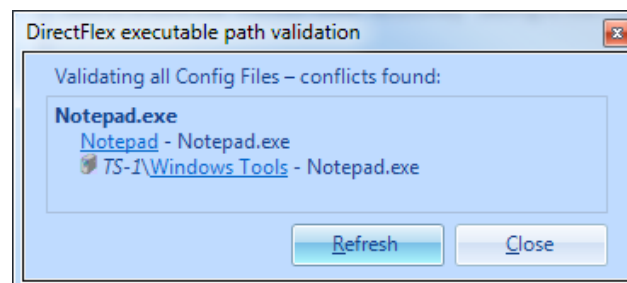 DirectFlex executable path validation
Validating all Config Files – conflicts found:
Notepad.exe
Notepad - Notepad.exe
TS-1\Windows Tools - Notepad.exe
Refresh Close